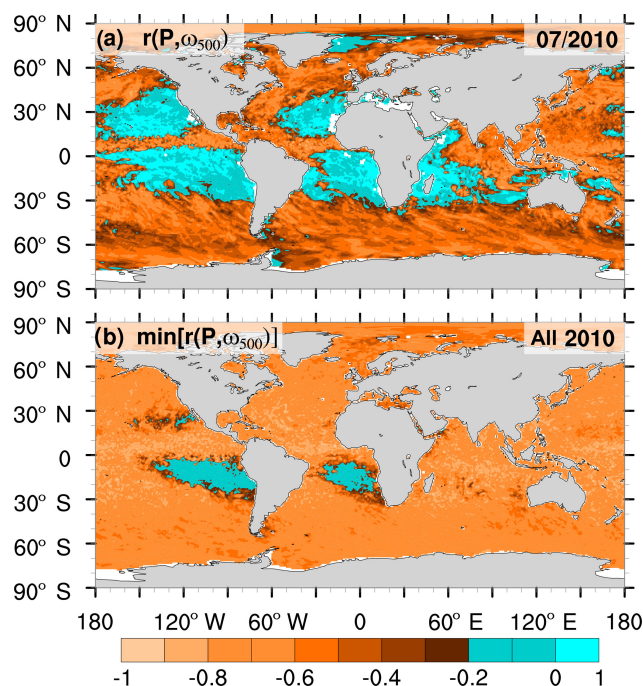 90° N
(a) r(P,ω500) 07/2010
60° N
30° N
0
30° S
60° S
90° S
90° N
(b) min[r(P,ω500)] All 2010
60° N
30° N
0
30° S
60° S
90° S
180 120° W 60° W 0 60° E 120° E 180
-1 -0.8 -0.6 -0.4 -0.2 0 1